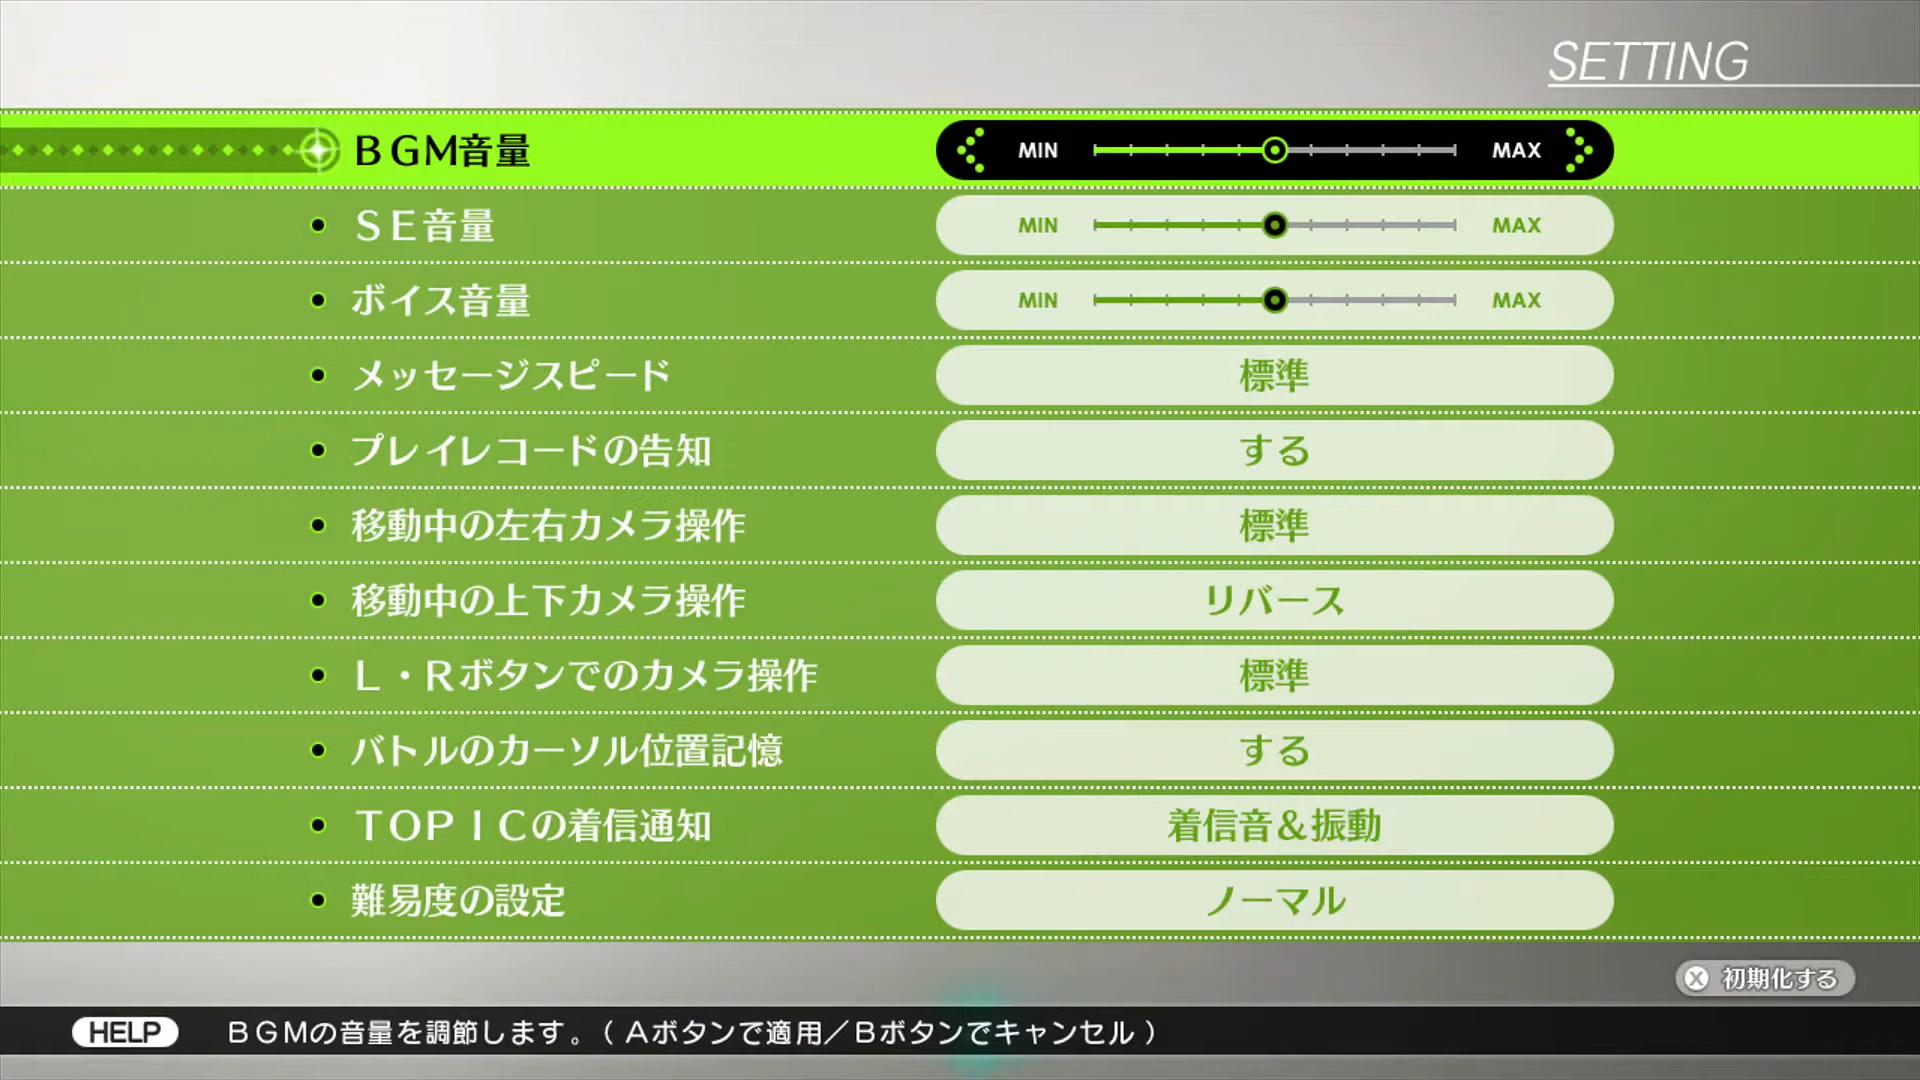 SETTING
ＢＧＭ音量 MIN MAX
ＳＥ音量 MIN MAX
ボイス音量 MIN MAX
メッセージスピード 標準
プレイレコードの告知 する
移動中の左右カメラ操作 標準
移動中の上下カメラ操作 リバース
Ｌ・Ｒボタンでのカメラ操作 標準
バトルのカーソル位置記憶 する
ＴＯＰＩＣの着信通知 着信音＆振動
難易度の設定 ノーマル
X 初期化する
HELP ＢＧＭの音量を調節します。（Ａボタンで適用／Ｂボタンでキャンセル）